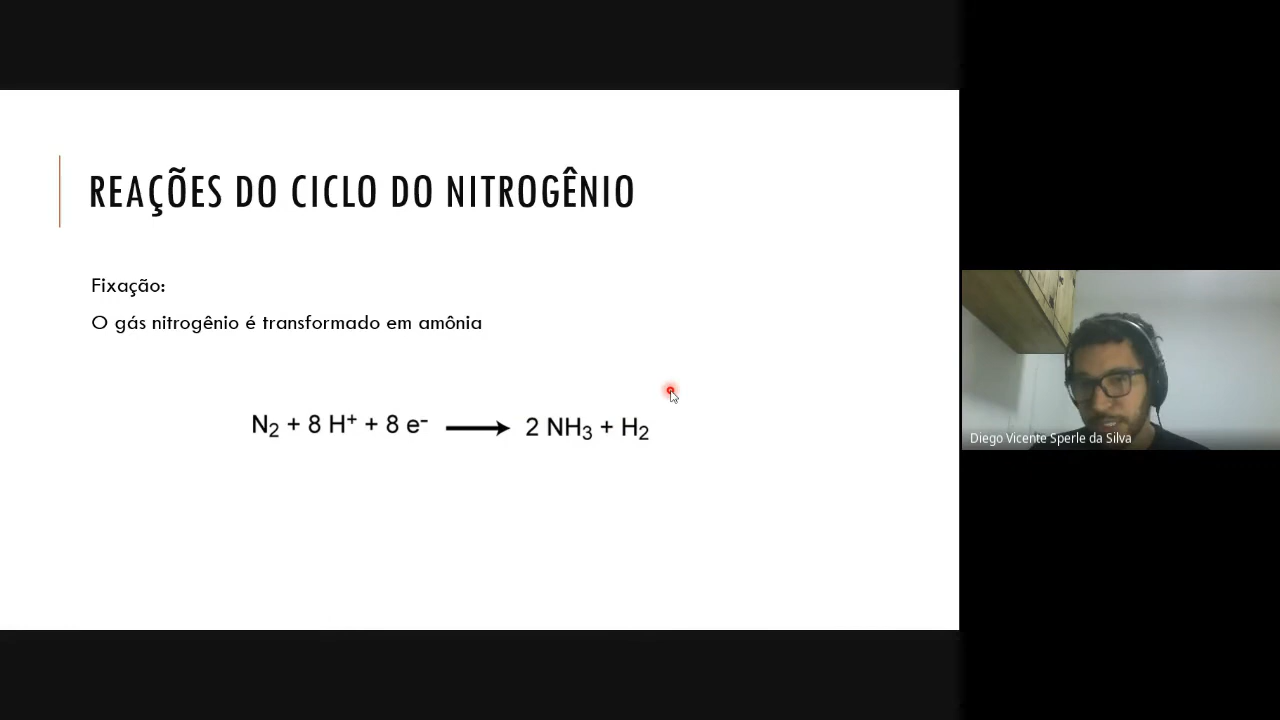 REAÇÕES DO CICLO DO NITROGÊNIO
Fixação:
O gás nitrogênio é transformado em amônia
N₂ + 8 H⁺ + 8 e⁻ ⟶ 2 NH₃ + H₂
Diego Vicente Sperle da Silva